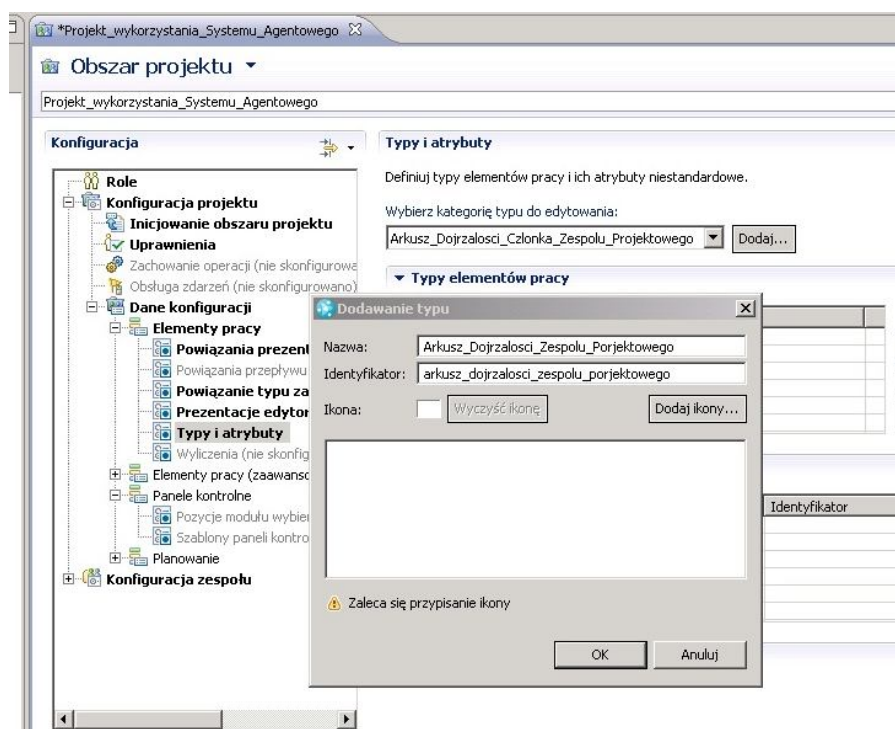 *Projekt_wykorzystania_Systemu_Agentowego
Obszar projektu
Projekt_wykorzystania_Systemu_Agentowego
Konfiguracja
Role
Konfiguracja projektu
Inicjowanie obszaru projektu
Uprawnienia
Zachowanie operacji (nie skonfigurowa
Obsługa zdarzeń (nie skonfigurowano)
Dane konfiguracji
Elementy pracy
Powiązania prezent
Powiązania przepływu
Powiązanie typu za
Prezentacje edytor
Typy i atrybuty
Wyliczenia (nie skonfig
Elementy pracy (zaawansc
Panele kontrolne
Pozycje modułu wybier
Szablony paneli kontro
Planowanie
Konfiguracja zespołu
Typy i atrybuty
Definiuj typy elementów pracy i ich atrybuty niestandardowe.
Wybierz kategorię typu do edytowania:
Arkusz_Dojrzalosci_Czlonka_Zespolu_Projektowego
Dodaj...
Typy elementów pracy
Identyfikator
Dodawanie typu
Nazwa: Arkusz_Dojrzalosci_Zespolu_Porjektowego
Identyfikator: arkusz_dojrzalosci_zespolu_porjektowego
Ikona: Wyczyść ikonę Dodaj ikony...
Zaleca się przypisanie ikony
OK Anuluj